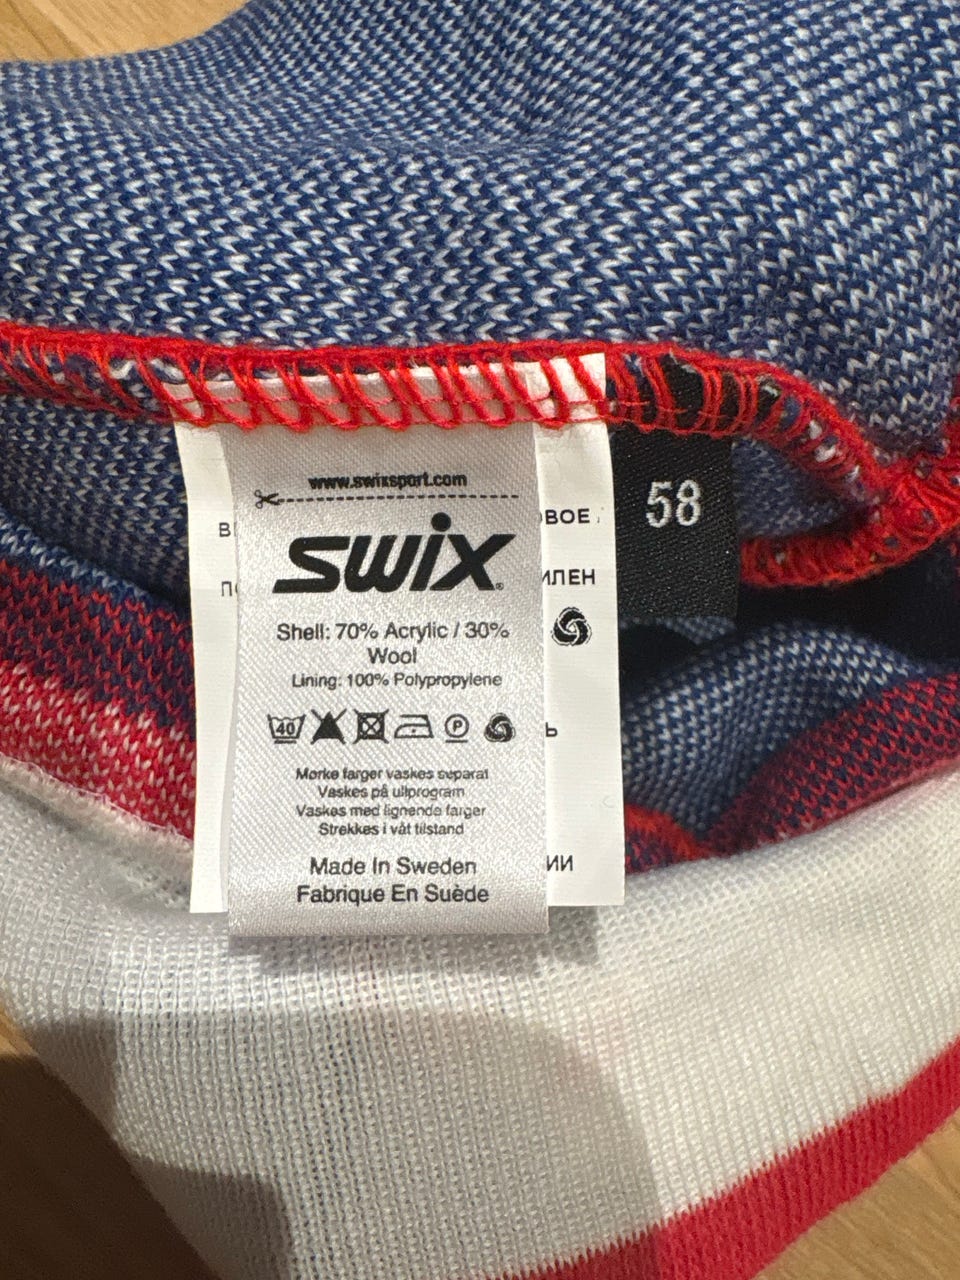 www.swixsport.com
swix®
Shell: 70% Acrylic / 30%
Wool
Lining: 100% Polypropylene
40
P
Mørke farger vaskes separat
Vaskes på ullprogram
Vaskes med lignende farger
Strekkes i våt tilstand
Made In Sweden
Fabrique En Suède
58